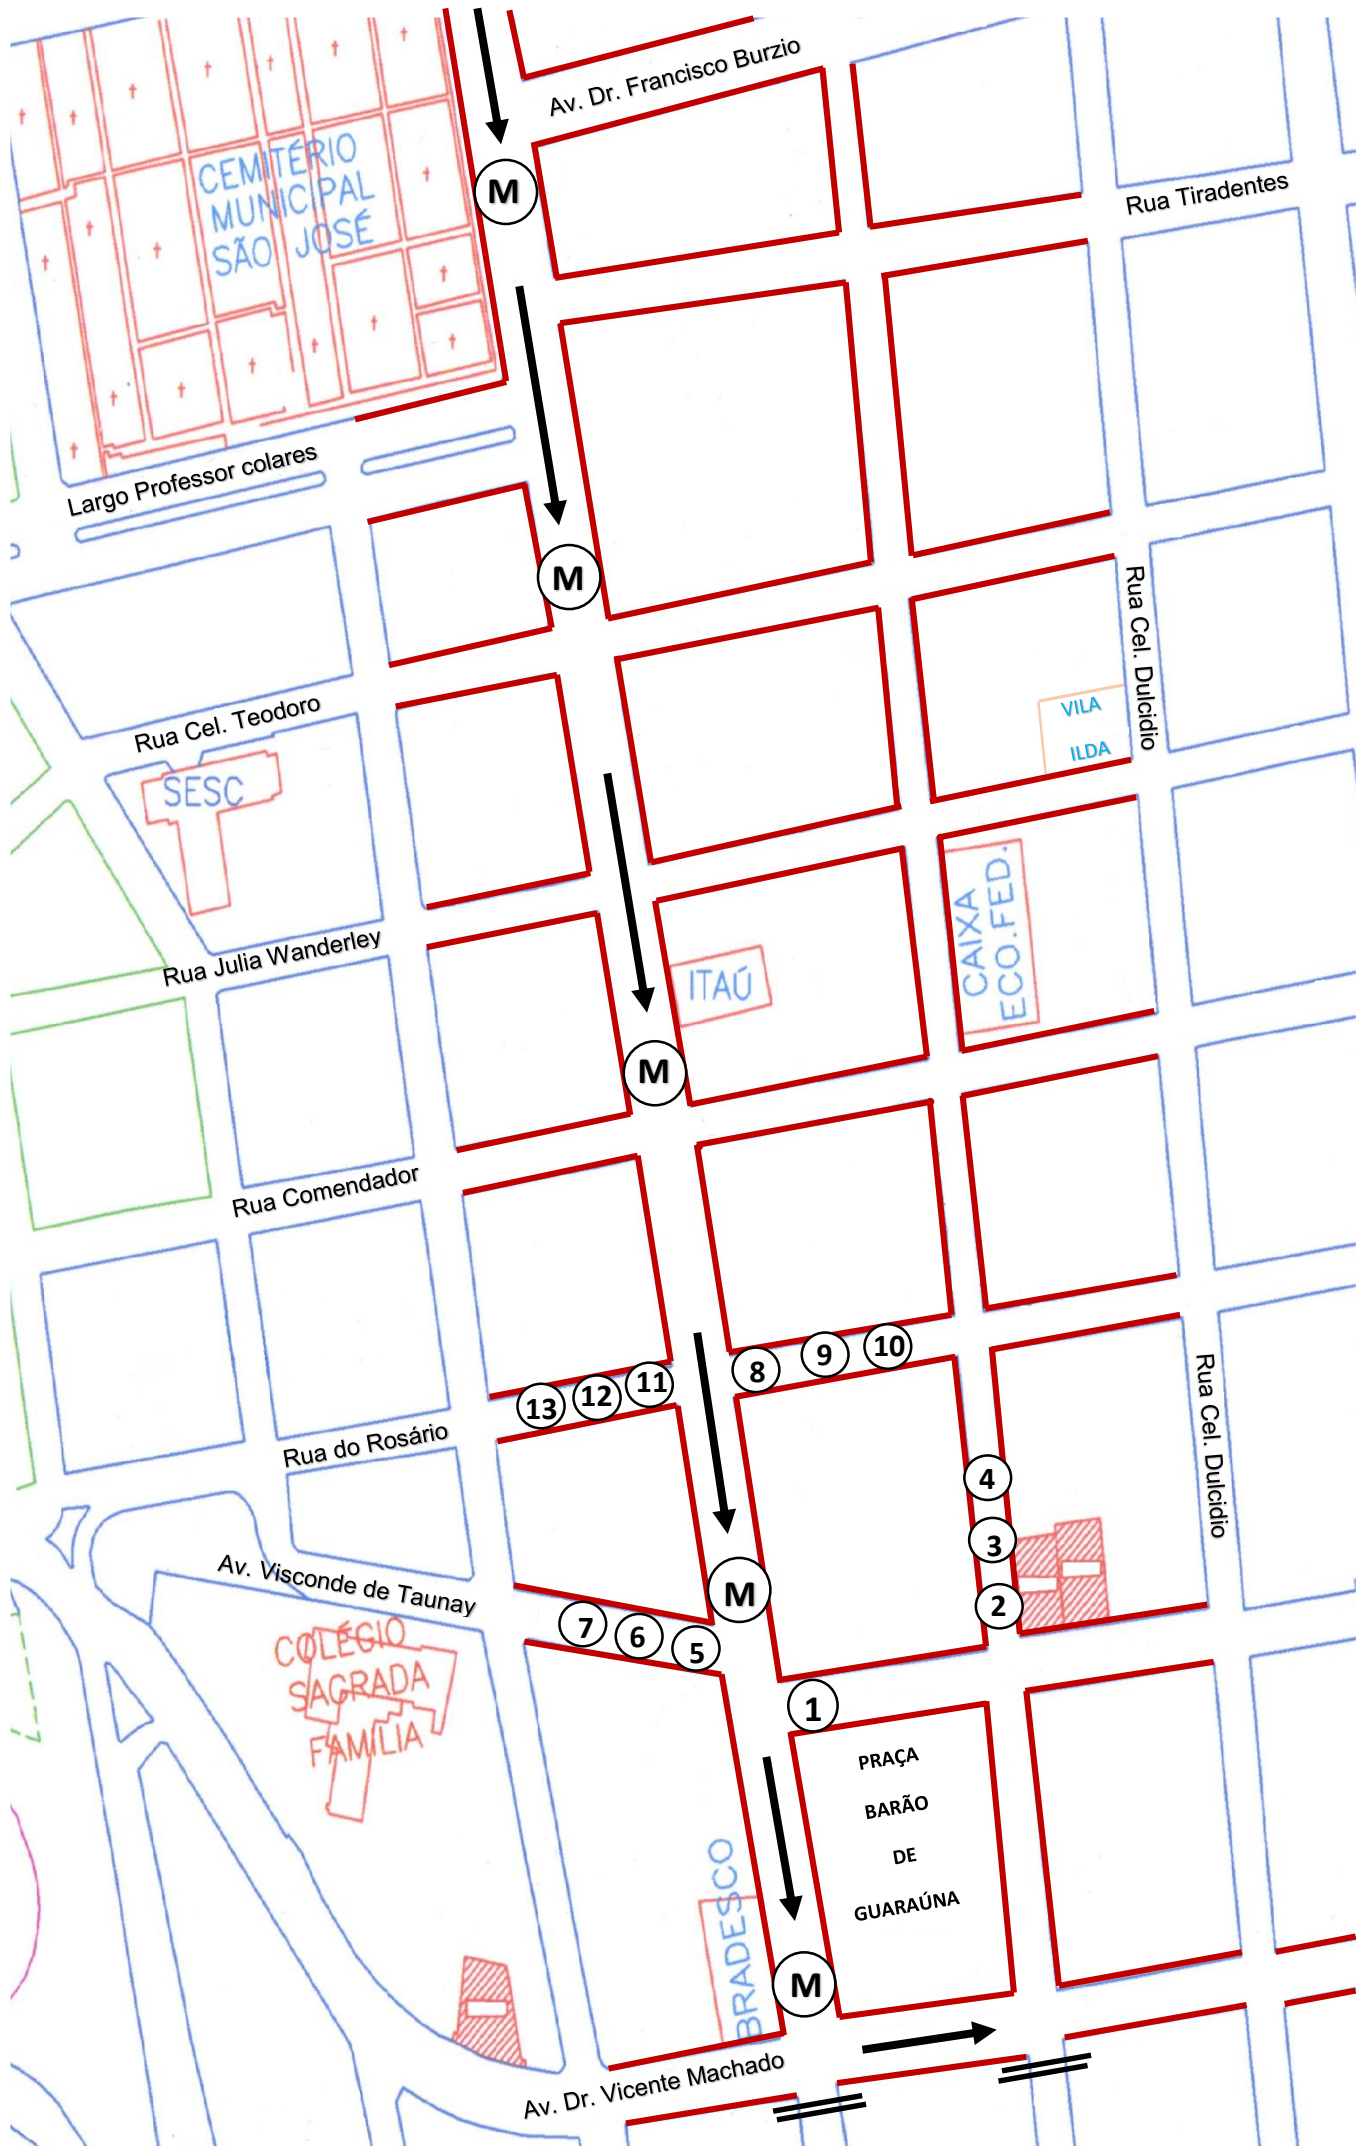 Av. Dr. Francisco Burzio
CEMITÉRIO
MUNICIPAL
SÃO JOSÉ
M
Rua Tiradentes
Largo Professor colares
M
Rua Cel. Dulcidio
Rua Cel. Teodoro
VILA
ILDA
SESC
CAIXA
ECO.FED.
Rua Julia Wanderley
ITAÚ
M
Rua Comendador
8
9
10
13
12
11
Rua Cel. Dulcidio
Rua do Rosário
4
3
2
Av. Visconde de Taunay
M
7
6
5
COLÉGIO
SAGRADA
FAMÍLIA
1
PRAÇA
BARÃO
DE
GUARAÚNA
BRADESCO
M
Av. Dr. Vicente Machado